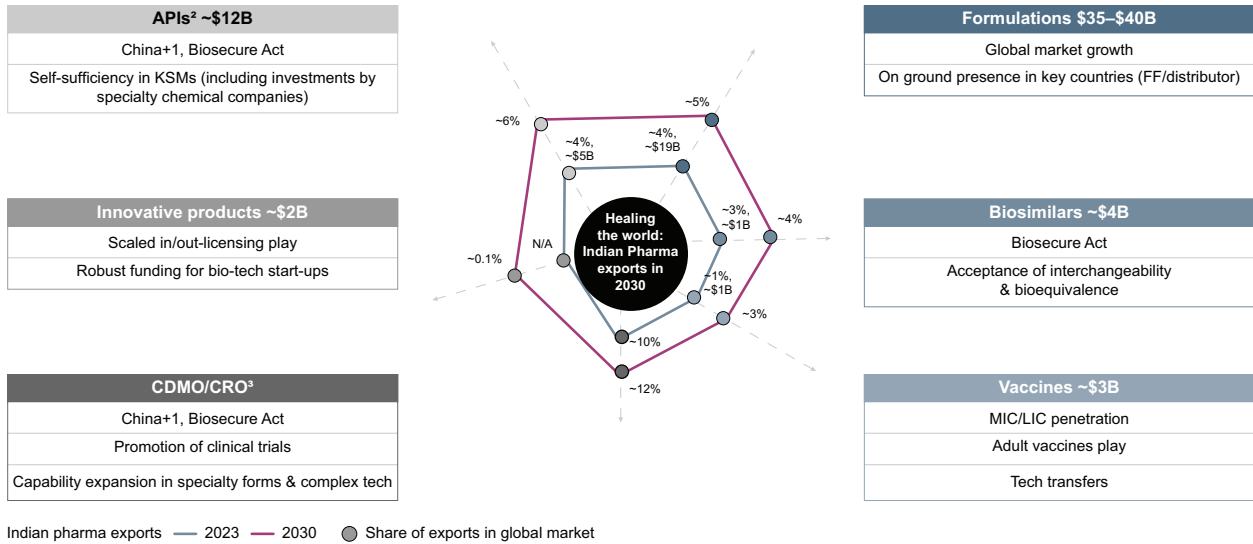 APIs² ~$12B
China+1, Biosecure Act
Self-sufficiency in KSMs (including investments by
specialty chemical companies)
Innovative products ~$2B
Scaled in/out-licensing play
Robust funding for bio-tech start-ups
CDMO/CRO³
China+1, Biosecure Act
Promotion of clinical trials
Capability expansion in specialty forms & complex tech
~6%
~4%,
~$5B
~4%,
~$19B
~5%
~3%,
~$1B
~4%
~1%,
~$1B
~3%
~10%
~12%
N/A
~0.1%
Healing
the world:
Indian Pharma
exports in
2030
Formulations $35–$40B
Global market growth
On ground presence in key countries (FF/distributor)
Biosimilars ~$4B
Biosecure Act
Acceptance of interchangeability
& bioequivalence
Vaccines ~$3B
MIC/LIC penetration
Adult vaccines play
Tech transfers
Indian pharma exports 2023 2030 Share of exports in global market